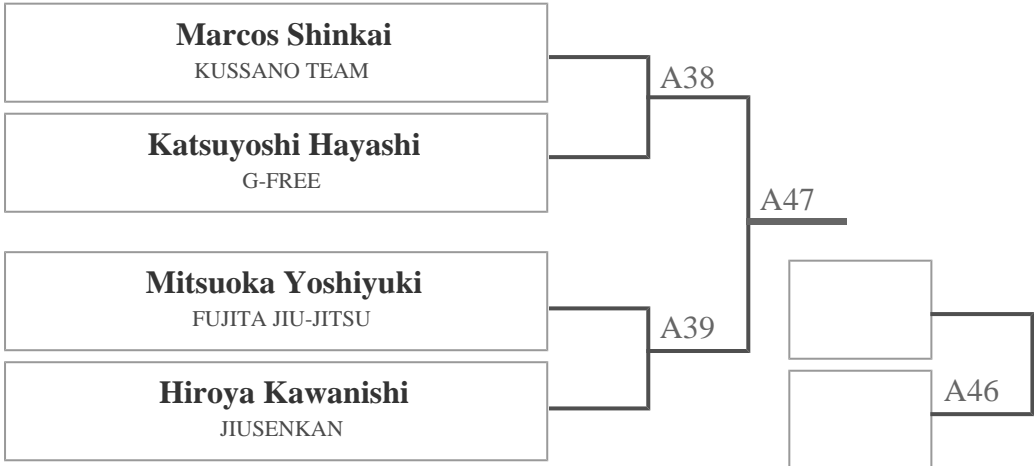 Marcos Shinkai
KUSSANO TEAM
A38
Katsuyoshi Hayashi
G-FREE
A47
Mitsuoka Yoshiyuki
FUJITA JIU-JITSU
A39
Hiroya Kawanishi
JIUSENKAN
A46